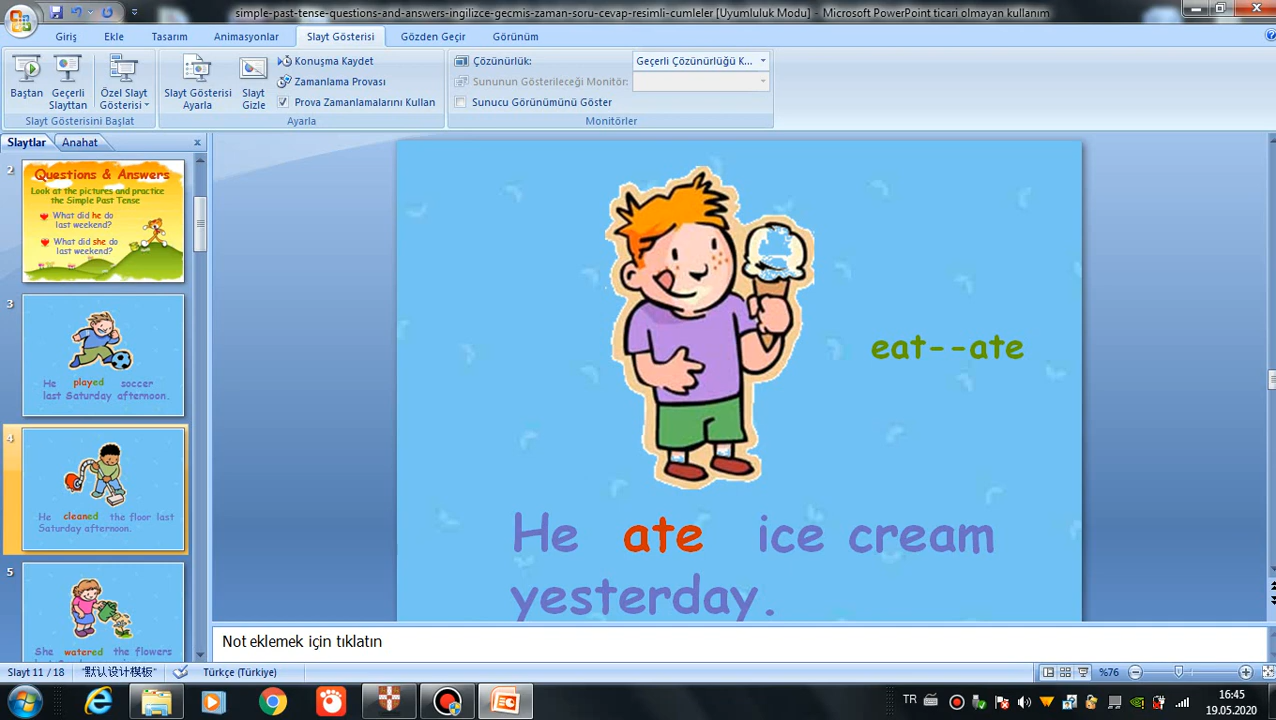 simple-past-tense-questions-and-answers-ingilizce-gecmis-zaman-soru-cevap-resimli-cumleler [Uyumluluk Modu] - Microsoft PowerPoint ticari olmayan kullanım
Giriş Ekle Tasarım Animasyonlar Slayt Gösterisi Gözden Geçir Görünüm
Baştan
Geçerli Slayttan
Özel Slayt Gösterisi
Slayt Gösterisini Başlat
Slayt Gösterisi Ayarla
Slayt Gizle
Konuşma Kaydet
Zamanlama Provası
Prova Zamanlamalarını Kullan
Ayarla
Çözünürlük: Geçerli Çözünürlüğü K...
Sununun Gösterileceği Monitör:
Sunucu Görünümünü Göster
Monitörler
Slaytlar Anahat
2
Questions & Answers
Look at the pictures and practice
the Simple Past Tense
What did he do
last weekend?
What did she do
last weekend?
3
He played soccer
last Saturday afternoon.
4
He cleaned the floor last
Saturday afternoon.
5
She watered the flowers
eat--ate
He ate ice cream
yesterday.
Not eklemek için tıklatın
Slayt 11 / 18 "默认设计模板" Türkçe (Türkiye) %76
TR 16:45
19.05.2020